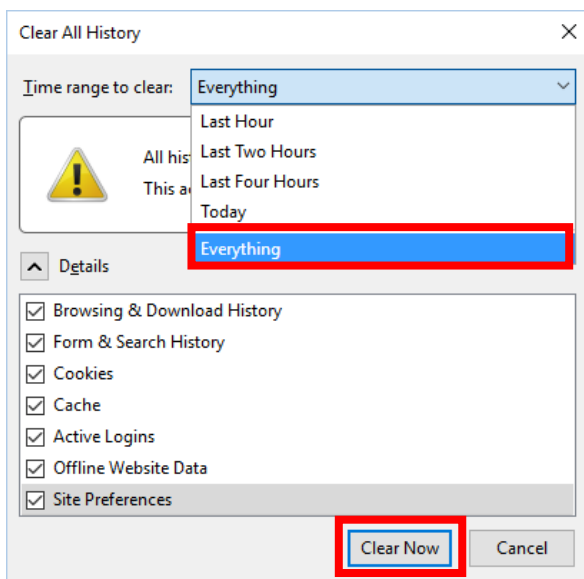 Clear All History
Time range to clear: Everything
Last Hour
Last Two Hours
Last Four Hours
Today
Everything
All his
This a
Details
Browsing & Download History
Form & Search History
Cookies
Cache
Active Logins
Offline Website Data
Site Preferences
Clear Now Cancel